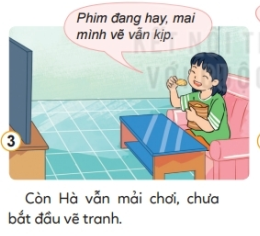 Phim đang hay, mai
mình vẽ vẫn kịp.
3
Còn Hà vẫn mải chơi, chưa
bắt đầu vẽ tranh.